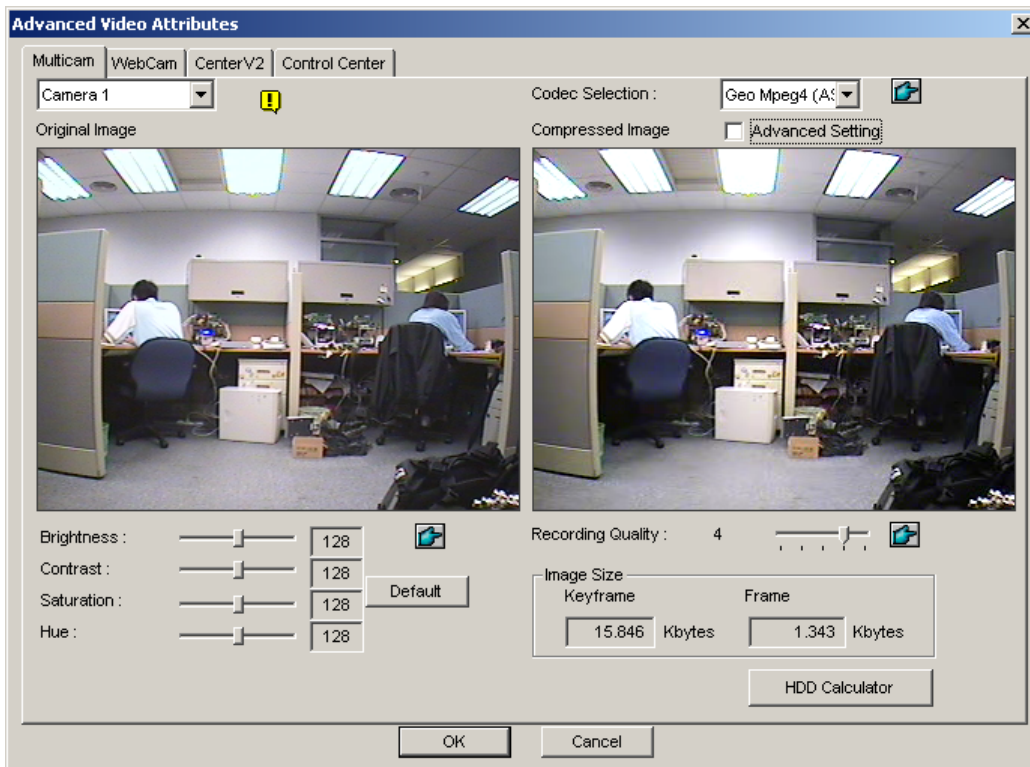 Advanced Video Attributes
Multicam WebCam CenterV2 Control Center
Camera 1
Codec Selection : Geo Mpeg4 (AS
Original Image
Compressed Image Advanced Setting
Brightness : 128
Contrast : 128
Saturation : 128
Hue : 128
Default
Recording Quality : 4
Image Size
Keyframe Frame
15.846 Kbytes 1.343 Kbytes
HDD Calculator
OK Cancel